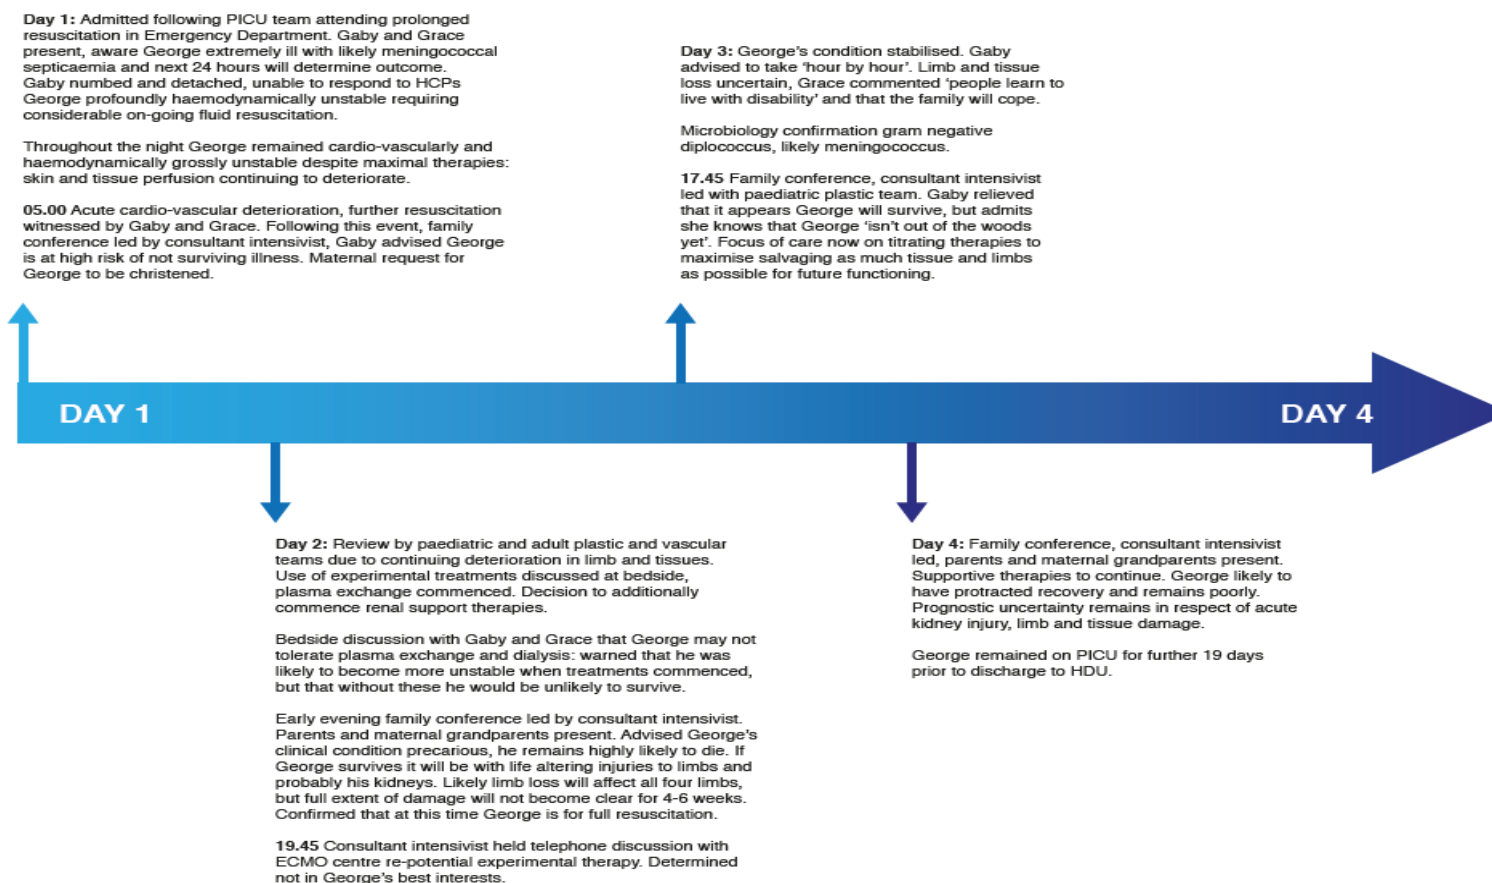 Day 1: Admitted following PICU team attending prolonged
resuscitation in Emergency Department. Gaby and Grace
present, aware George extremely ill with likely meningococcal
septicaemia and next 24 hours will determine outcome.
Gaby numbed and detached, unable to respond to HCPs
George profoundly haemodynamically unstable requiring
considerable on-going fluid resuscitation.
Throughout the night George remained cardio-vascularly and
haemodynamically grossly unstable despite maximal therapies:
skin and tissue perfusion continuing to deteriorate.
05.00 Acute cardio-vascular deterioration, further resuscitation
witnessed by Gaby and Grace. Following this event, family
conference led by consultant intensivist, Gaby advised George
is at high risk of not surviving illness. Maternal request for
George to be christened.
Day 3: George's condition stabilised. Gaby
advised to take 'hour by hour'. Limb and tissue
loss uncertain, Grace commented 'people learn to
live with disability' and that the family will cope.
Microbiology confirmation gram negative
diplococcus, likely meningococcus.
17.45 Family conference, consultant intensivist
led with paediatric plastic team. Gaby relieved
that it appears George will survive, but admits
she knows that George 'isn't out of the woods
yet'. Focus of care now on titrating therapies to
maximise salvaging as much tissue and limbs
as possible for future functioning.
DAY 1
DAY 4
Day 2: Review by paediatric and adult plastic and vascular
teams due to continuing deterioration in limb and tissues.
Use of experimental treatments discussed at bedside,
plasma exchange commenced. Decision to additionally
commence renal support therapies.
Bedside discussion with Gaby and Grace that George may not
tolerate plasma exchange and dialysis: warned that he was
likely to become more unstable when treatments commenced,
but that without these he would be unlikely to survive.
Early evening family conference led by consultant intensivist.
Parents and maternal grandparents present. Advised George's
clinical condition precarious, he remains highly likely to die. If
George survives it will be with life altering injuries to limbs and
probably his kidneys. Likely limb loss will affect all four limbs,
but full extent of damage will not become clear for 4-6 weeks.
Confirmed that at this time George is for full resuscitation.
19.45 Consultant intensivist held telephone discussion with
ECMO centre re-potential experimental therapy. Determined
not in George's best interests.
Day 4: Family conference, consultant intensivist
led, parents and maternal grandparents present.
Supportive therapies to continue. George likely to
have protracted recovery and remains poorly.
Prognostic uncertainty remains in respect of acute
kidney injury, limb and tissue damage.
George remained on PICU for further 19 days
prior to discharge to HDU.